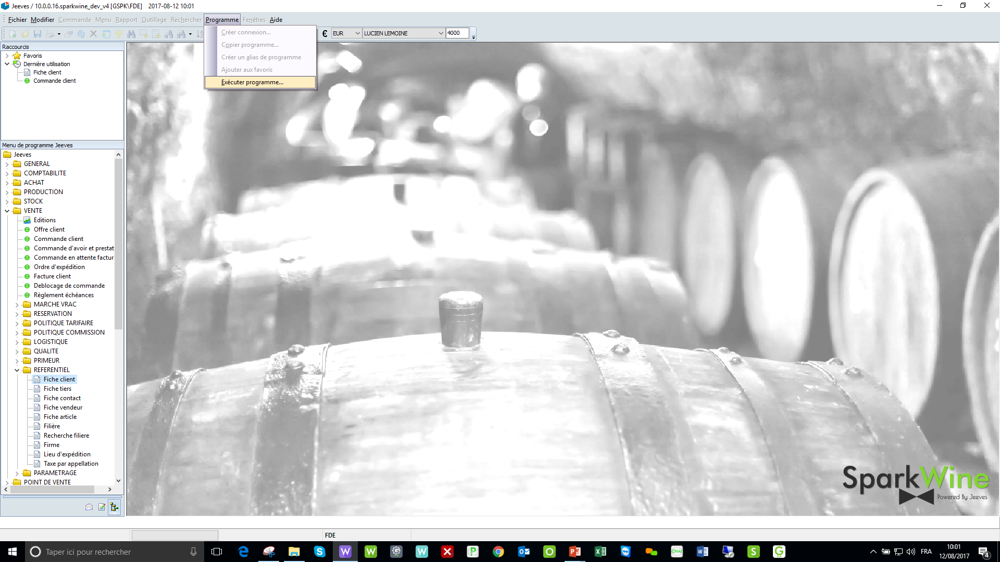 Jeeves / 10.0.0.16.sparkwine_dev_v4 [GSPK\FDE]    2017-08-12 10:01
Fichier Modifier Commande Menu Rapport Outillage Rechercher Programme Fenêtres Aide
€ EUR LUCIEN LEMOINE 4000
Créer connexion...
Copier programme...
Créer un alias de programme
Ajouter aux favoris
Exécuter programme...
Raccourcis
Favoris
Dernière utilisation
Fiche client
Commande client
Menu de programme Jeeves
Jeeves
GENERAL
COMPTABILITE
ACHAT
PRODUCTION
STOCK
VENTE
Editions
Offre client
Commande client
Commande d'avoir et prestat
Commande en attente factur
Ordre d'expédition
Facture client
Deblocage de commande
Règlement échéances
MARCHE VRAC
RESERVATION
POLITIQUE TARIFAIRE
POLITIQUE COMMISSION
LOGISTIQUE
QUALITE
PRIMEUR
REFERENTIEL
Fiche client
Fiche tiers
Fiche contact
Fiche vendeur
Fiche article
Filière
Recherche filiere
Firme
Lieu d'expédition
Taxe par appellation
PARAMETRAGE
POINT DE VENTE
SparkWine
Powered By Jeeves
FDE
Taper ici pour rechercher
FRA
10:01
12/08/2017
4